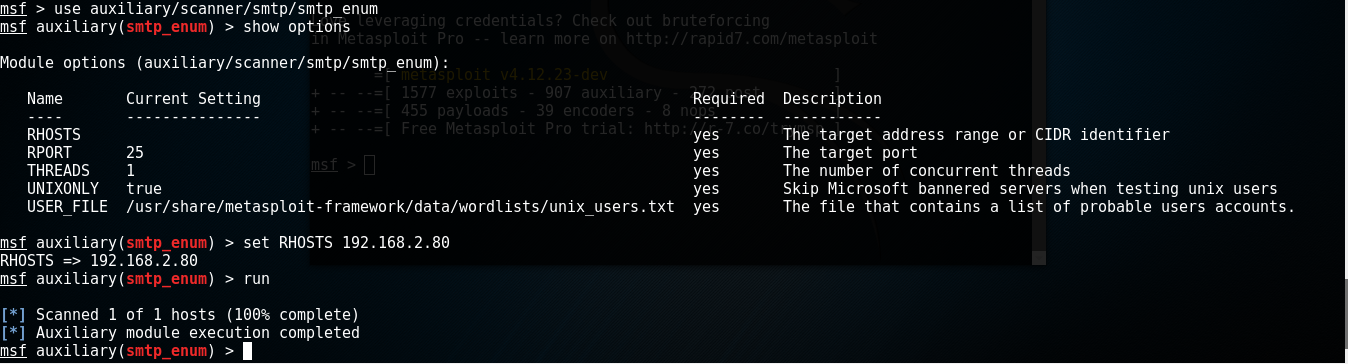 msf > use auxiliary/scanner/smtp/smtp_enum
leveraging credentials? Check out bruteforcing
msf auxiliary(smtp_enum) > show options
in Metasploit Pro -- learn more on http://rapid7.com/metasploit
Module options (auxiliary/scanner/smtp/smtp_enum):
=[ metasploit v4.12.23-dev ]
Name Current Setting Required Description
+ -- --=[ 1577 exploits - 907 auxiliary - 272 post ]
---- --------------- -------- -----------
+ -- --=[ 455 payloads - 39 encoders - 8 nops
RHOSTS yes The target address range or CIDR identifier
+ -- --=[ Free Metasploit Pro trial: http://r-7.co/trymsp ]
RPORT 25 yes The target port
msf >
THREADS 1 yes The number of concurrent threads
UNIXONLY true yes Skip Microsoft bannered servers when testing unix users
USER_FILE /usr/share/metasploit-framework/data/wordlists/unix_users.txt yes The file that contains a list of probable users accounts.
msf auxiliary(smtp_enum) > set RHOSTS 192.168.2.80
RHOSTS => 192.168.2.80
msf auxiliary(smtp_enum) > run
[*] Scanned 1 of 1 hosts (100% complete)
[*] Auxiliary module execution completed
msf auxiliary(smtp_enum) >